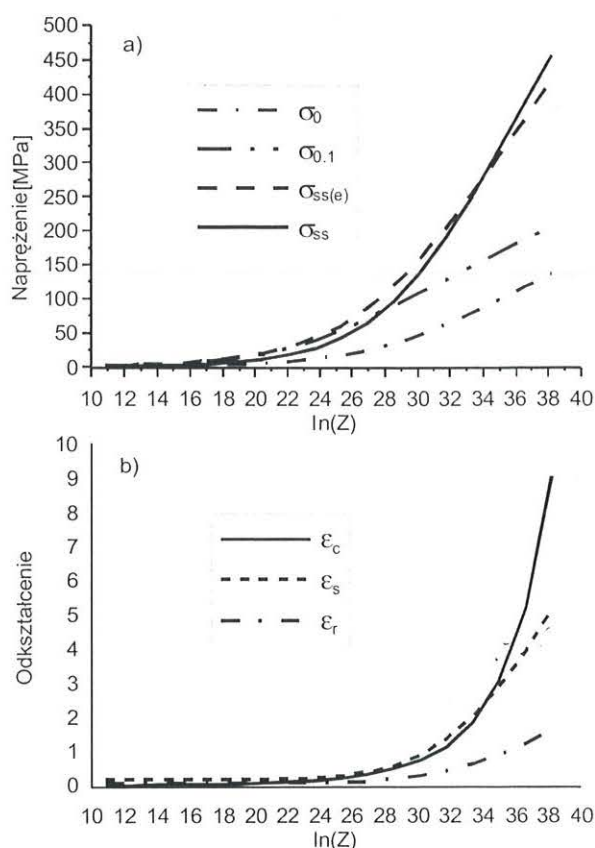 a)
500
450
400
350
300
250
200
150
100
50
0
Naprężenie[MPa]
σ0
σ0.1
σss(e)
σss
10 12 14 16 18 20 22 24 26 28 30 32 34 36 38 40
ln(Z)
b)
10
9
8
7
6
5
4
3
2
1
0
Odkształcenie
εc
εs
εr
10 12 14 16 18 20 22 24 26 28 30 32 34 36 38 40
ln(Z)